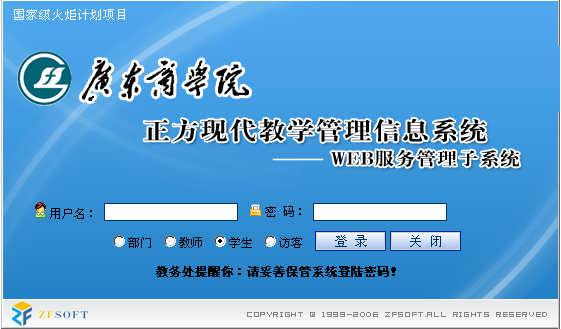 国家级火炬计划项目
廣东商学院
正方现代教学管理信息系统
—— WEB服务管理子系统
用户名： 密 码：
部门 教师 学生 访客 登 录 关 闭
教务处提醒你：请妥善保管系统登陆密码！
ZFSOFT COPYRIGHT @ 1999-2006 ZFSOFT.ALL RIGHTS RESERVED